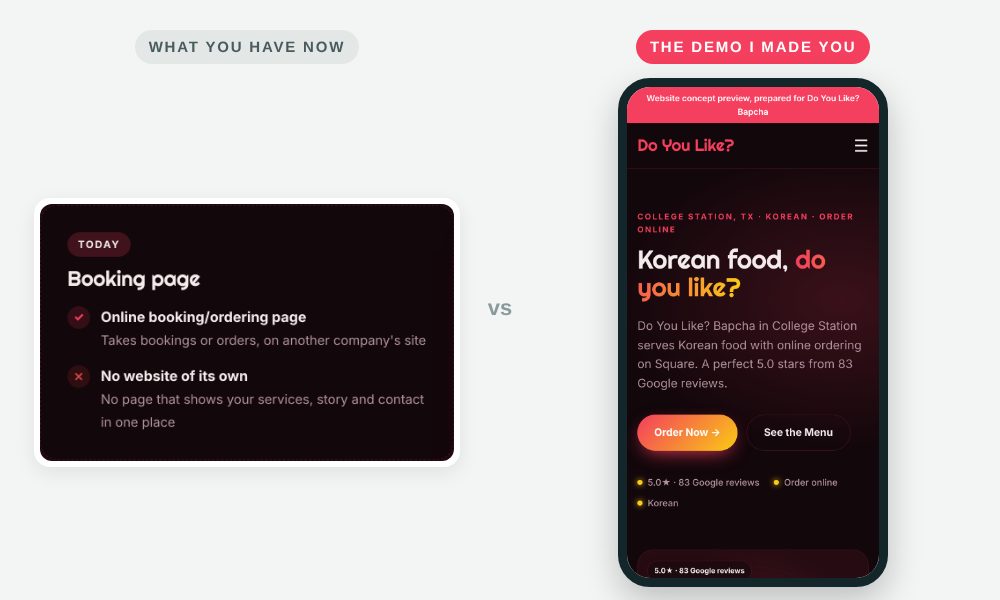 WHAT YOU HAVE NOW
TODAY
Booking page
Online booking/ordering page
Takes bookings or orders, on another company's site
No website of its own
No page that shows your services, story and contact
in one place
vs
THE DEMO I MADE YOU
Website concept preview, prepared for Do You Like?
Bapcha
Do You Like?
COLLEGE STATION, TX · KOREAN · ORDER
ONLINE
Korean food, do
you like?
Do You Like? Bapcha in College Station
serves Korean food with online ordering
on Square. A perfect 5.0 stars from 83
Google reviews.
Order Now →
See the Menu
5.0★ · 83 Google reviews
Order online
Korean
5.0★ · 83 Google reviews